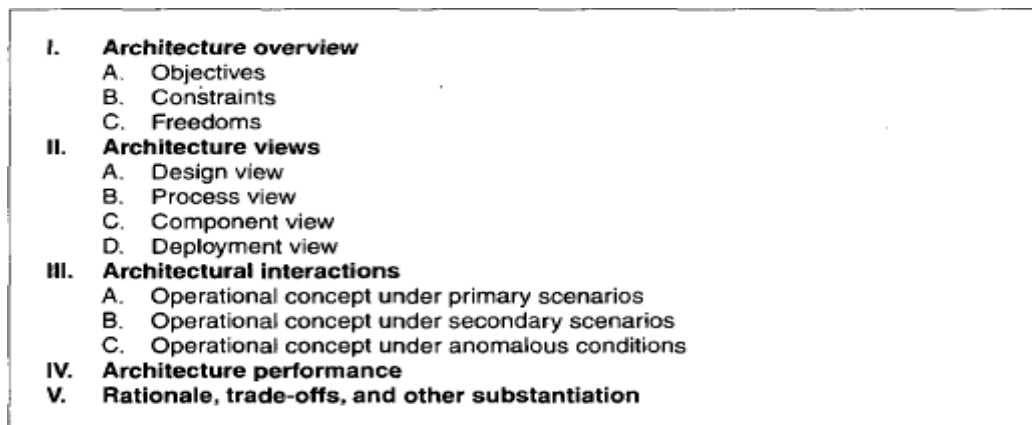 I. Architecture overview
A. Objectives
B. Constraints
C. Freedoms
II. Architecture views
A. Design view
B. Process view
C. Component view
D. Deployment view
III. Architectural interactions
A. Operational concept under primary scenarios
B. Operational concept under secondary scenarios
C. Operational concept under anomalous conditions
IV. Architecture performance
V. Rationale, trade-offs, and other substantiation